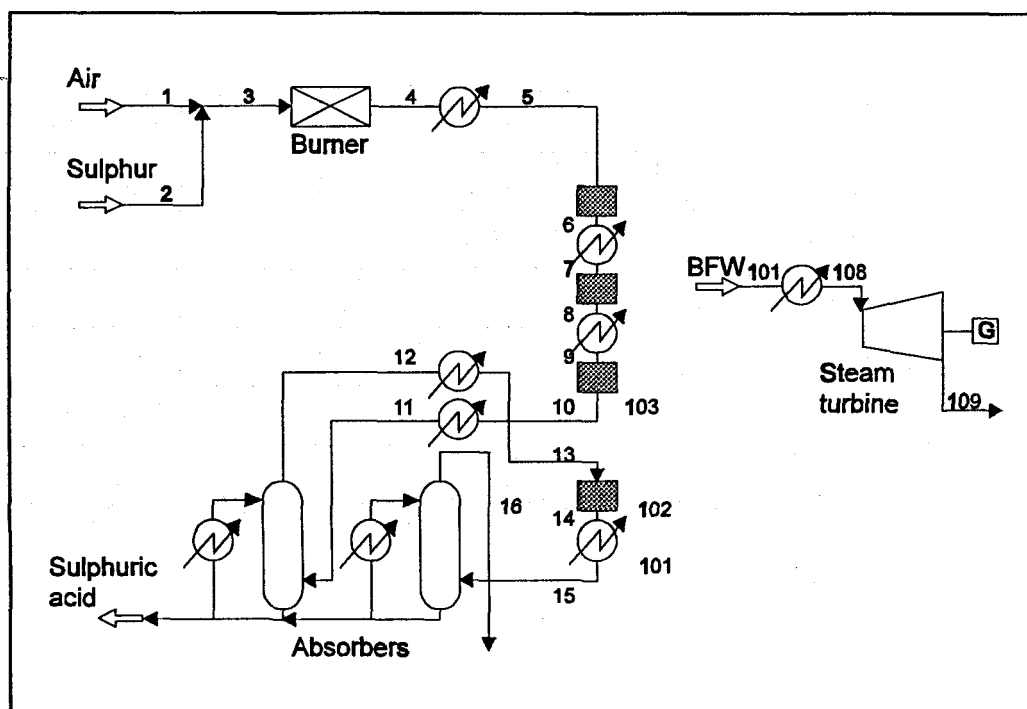 Air
1
3
4
5
Burner
Sulphur
2
6
7
BFW
101
108
8
G
9
Steam
turbine
109
12
11
10
103
13
16
14
102
101
15
Sulphuric
acid
Absorbers